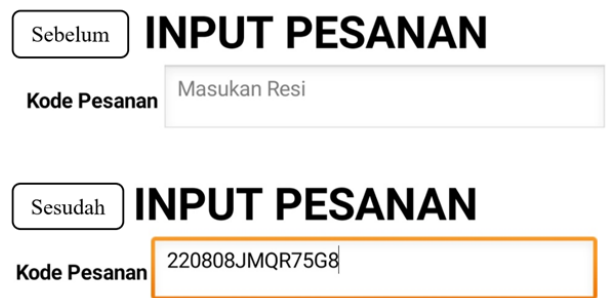 Sebelum INPUT PESANAN
Kode Pesanan Masukan Resi
Sesudah INPUT PESANAN
Kode Pesanan 220808JMQR75G8